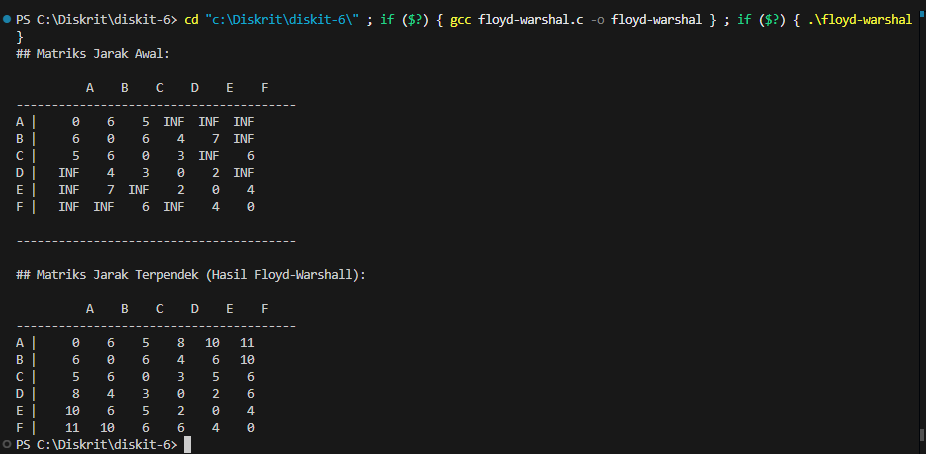 PS C:\Diskrit\diskit-6> cd "c:\Diskrit\diskit-6\" ; if ($?) { gcc floyd-warshal.c -o floyd-warshal } ; if ($?) { .\floyd-warshal
}
## Matriks Jarak Awal:
A B C D E F
----------------------------------------
A | 0 6 5 INF INF INF
B | 6 0 6 4 7 INF
C | 5 6 0 3 INF 6
D | INF 4 3 0 2 INF
E | INF 7 INF 2 0 4
F | INF INF 6 INF 4 0
----------------------------------------
## Matriks Jarak Terpendek (Hasil Floyd-Warshall):
A B C D E F
----------------------------------------
A | 0 6 5 8 10 11
B | 6 0 6 4 6 10
C | 5 6 0 3 5 6
D | 8 4 3 0 2 6
E | 10 6 5 2 0 4
F | 11 10 6 6 4 0
PS C:\Diskrit\diskit-6>